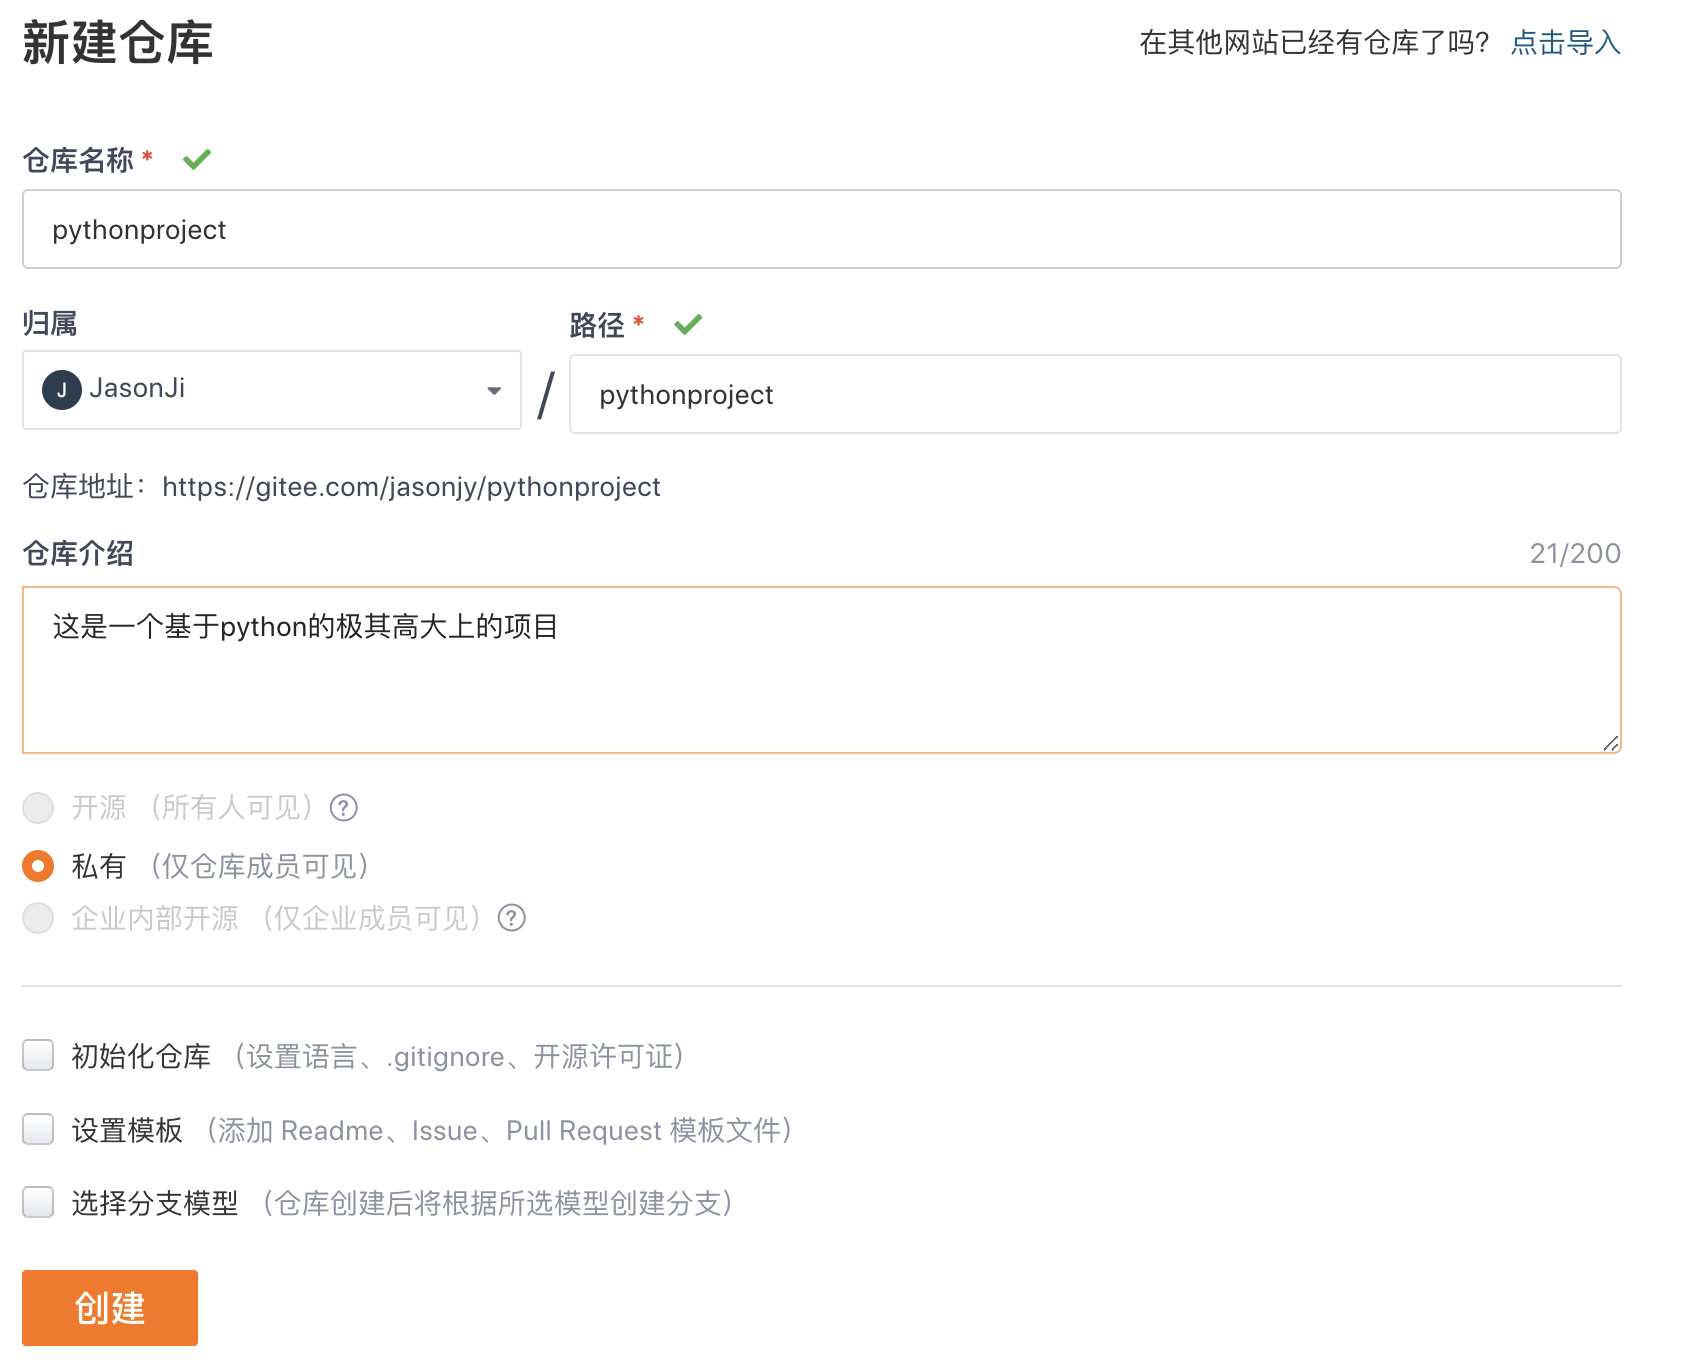 新建仓库
在其他网站已经有仓库了吗? 点击导入
仓库名称 *
pythonproject
归属
路径 *
J JasonJi / pythonproject
仓库地址：https://gitee.com/jasonjy/pythonproject
仓库介绍 21/200
这是一个基于python的极其高大上的项目
开源 （所有人可见） ?
私有 （仅仓库成员可见）
企业内部开源 （仅企业成员可见） ?
初始化仓库 （设置语言、.gitignore、开源许可证）
设置模板 （添加 Readme、Issue、Pull Request 模板文件）
选择分支模型 （仓库创建后将根据所选模型创建分支）
创建